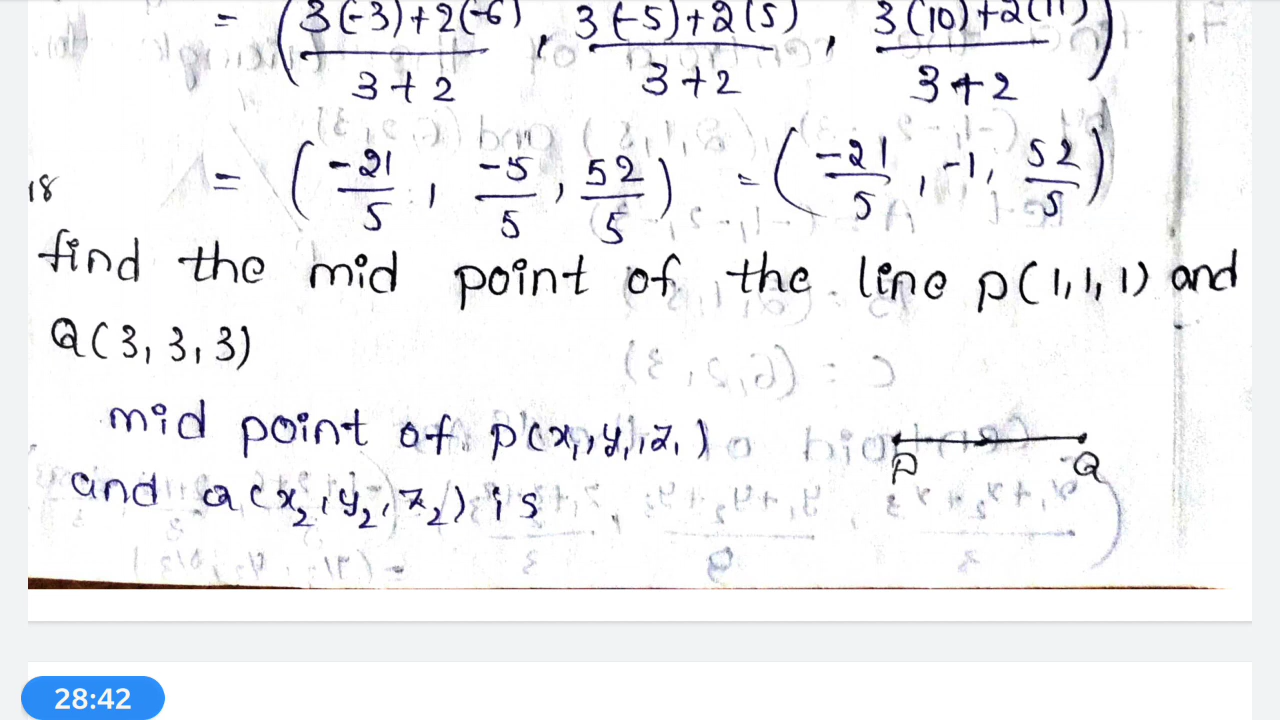 = ( 3(-3)+2(-6) / 3+2 , 3(-5)+2(5) / 3+2 , 3(10)+2(11) / 3+2 )
= ( -21/5 , -5/5 , 52/5 ) = ( -21/5 , -1, 52/5 )
18
find the mid point of the line p(1,1,1) and
Q(3,3,3)
mid point of p(x₁,y₁,z₁)
and Q(x₂,y₂,z₂) is
P Q
28:42